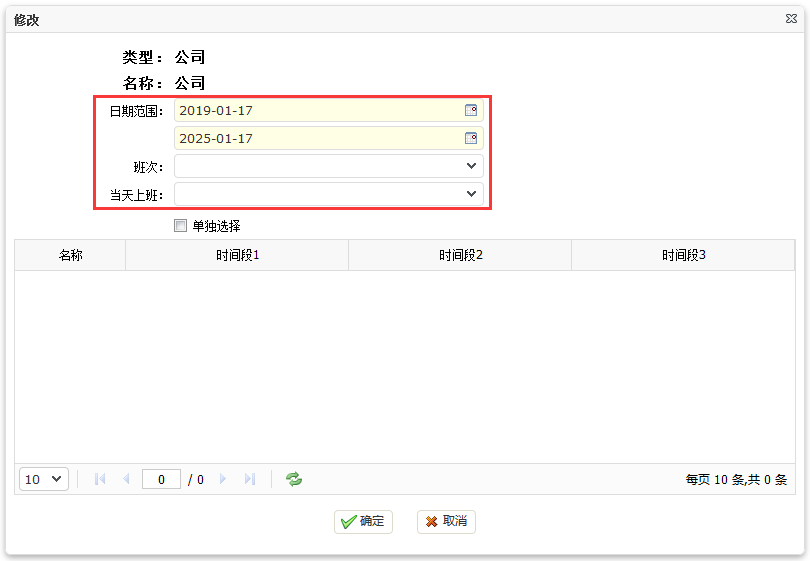 修改
类型： 公司
名称： 公司
日期范围： 2019-01-17
2025-01-17
班次：
当天上班：
单独选择
名称 时间段1 时间段2 时间段3
10 0 / 0 每页 10 条,共 0 条
确定 取消